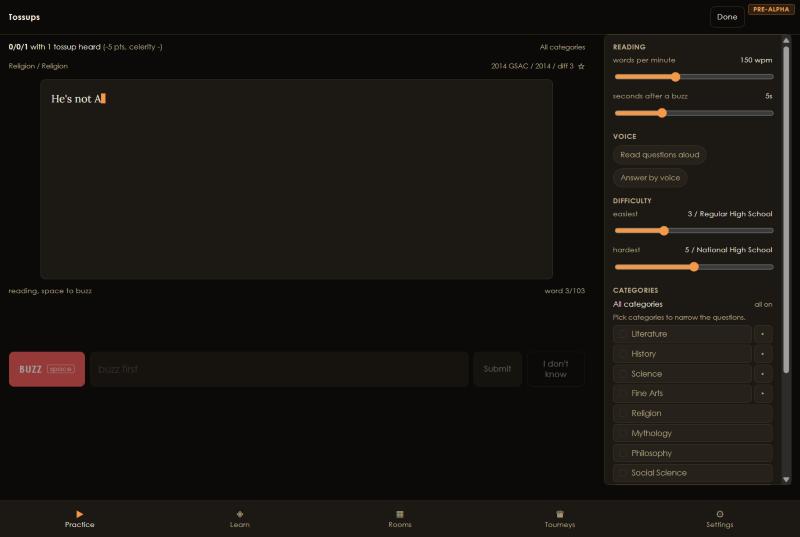 Tossups
Done
PRE-ALPHA
0/0/1 with 1 tossup heard (-5 pts, celerity -)
All categories
Religion / Religion
2014 GSAC / 2014 / diff 3 ☆
He's not A
reading, space to buzz
word 3/103
BUZZ space
buzz first
Submit
I don't
know
READING
words per minute
150 wpm
seconds after a buzz
5s
VOICE
Read questions aloud
Answer by voice
DIFFICULTY
easiest
3 / Regular High School
hardest
5 / National High School
CATEGORIES
All categories
all on
Pick categories to narrow the questions.
Literature
History
Science
Fine Arts
Religion
Mythology
Philosophy
Social Science
Practice
Learn
Rooms
Tourneys
Settings